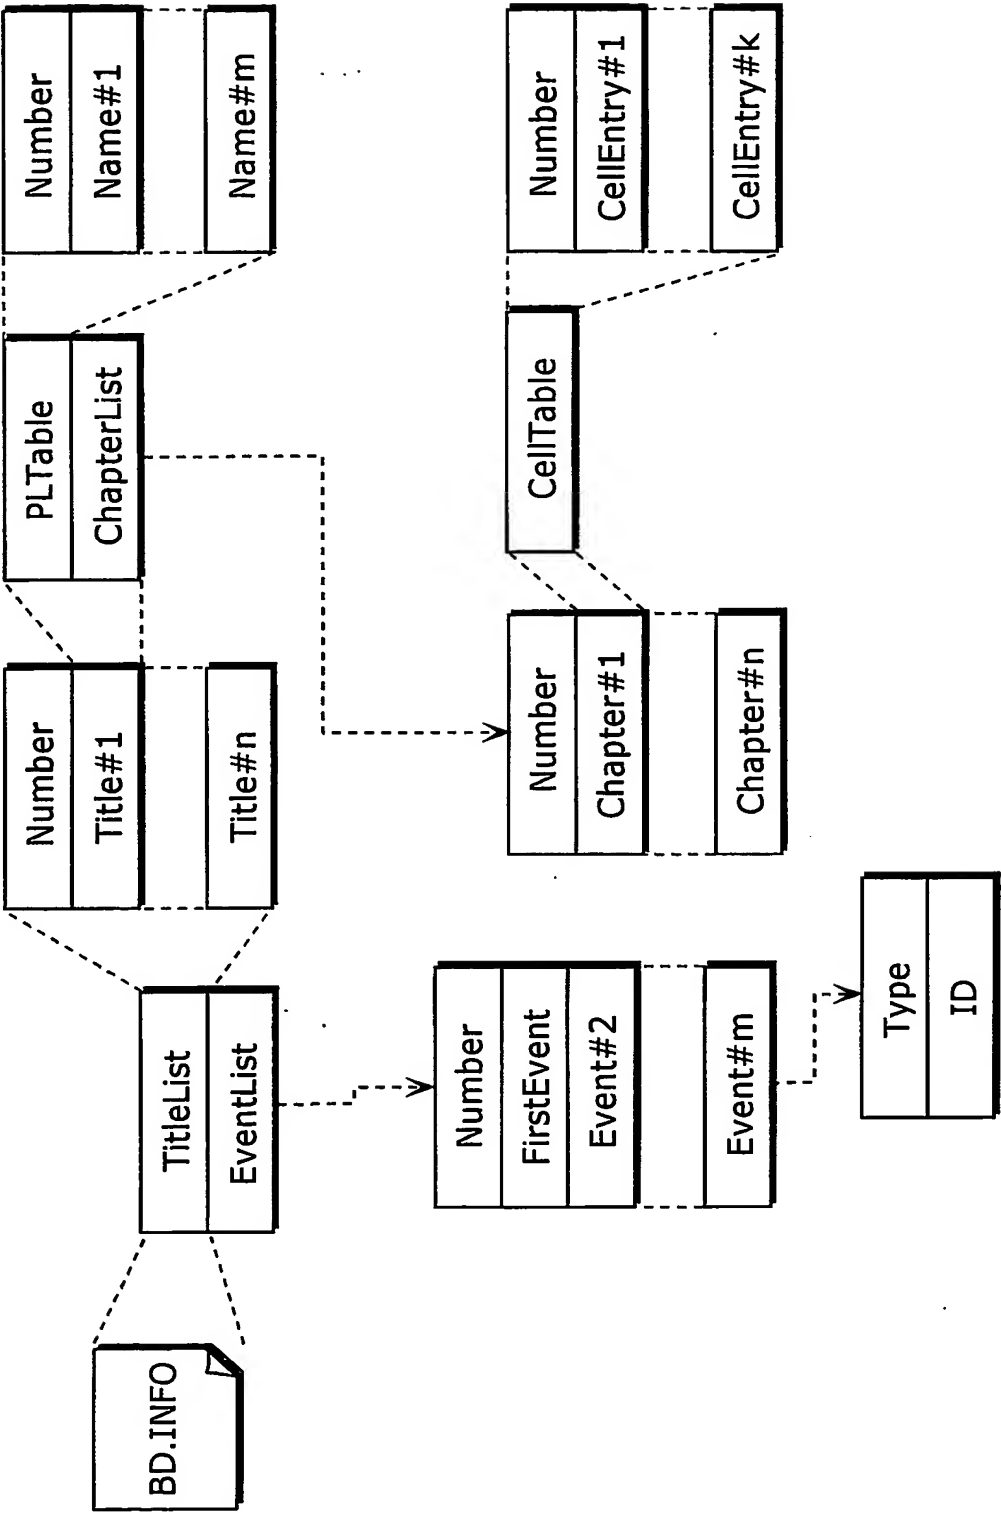 BD.INFO
TitleList
EventList
Number
Title#1
Title#n
PLTable
ChapterList
Number
Name#1
Name#m
Number
FirstEvent
Event#2
Event#m
Type
ID
Number
Chapter#1
Chapter#n
CellTable
Number
CellEntry#1
CellEntry#k